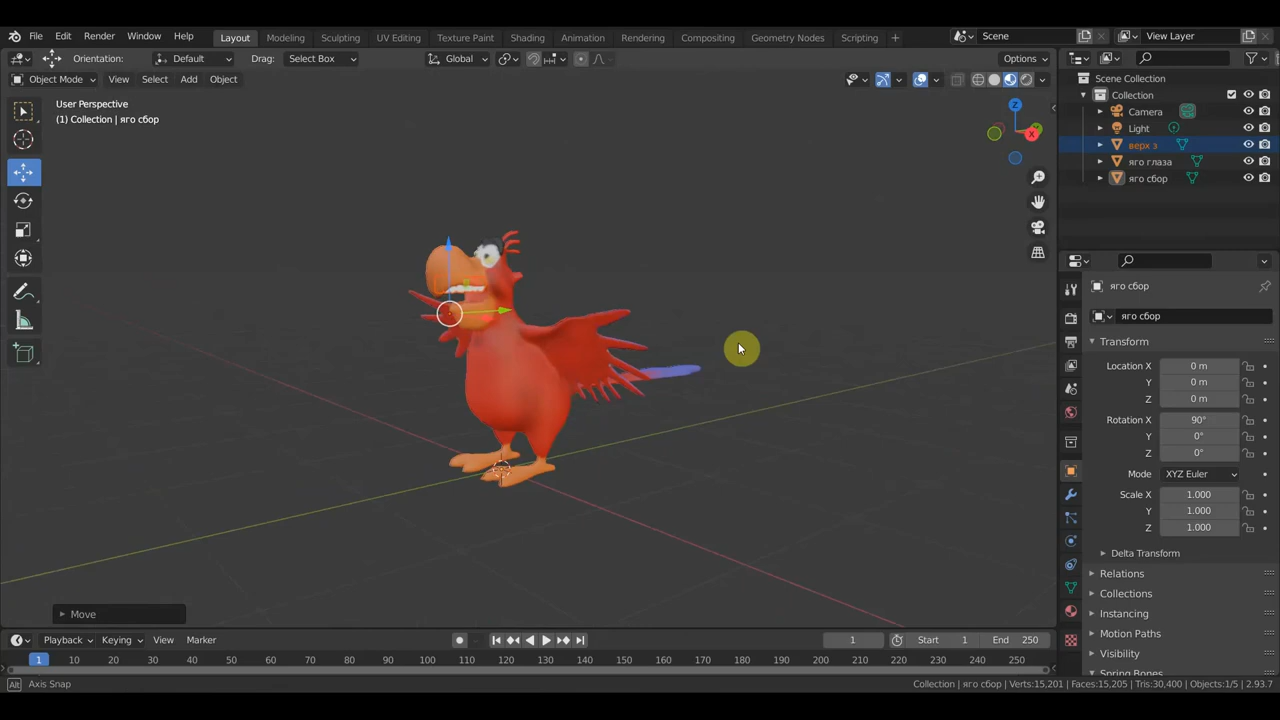 File Edit Render Window Help Layout Modeling Sculpting UV Editing Texture Paint Shading Animation Rendering Compositing Geometry Nodes Scripting + Scene View Layer
Orientation: Default Drag: Select Box Global Options
Object Mode View Select Add Object
User Perspective
(1) Collection | яго сбор
Z
X
Y
Scene Collection
Collection
Camera
Light
верх з
яго глаза
яго сбор
яго сбор
яго сбор
Transform
Location X 0 m
Y 0 m
Z 0 m
Rotation X 90°
Y 0°
Z 0°
Mode XYZ Euler
Scale X 1.000
Y 1.000
Z 1.000
Delta Transform
Relations
Collections
Instancing
Motion Paths
Visibility
Spring Bones
Move
Playback Keying View Marker 1 Start 1 End 250
1 10 20 30 40 50 60 70 80 90 100 110 120 130 140 150 160 170 180 190 200 210 220 230 240 250
Alt Axis Snap Collection | яго сбор | Verts:15,201 | Faces:15,205 | Tris:30,400 | Objects:1/5 | 2.93.7